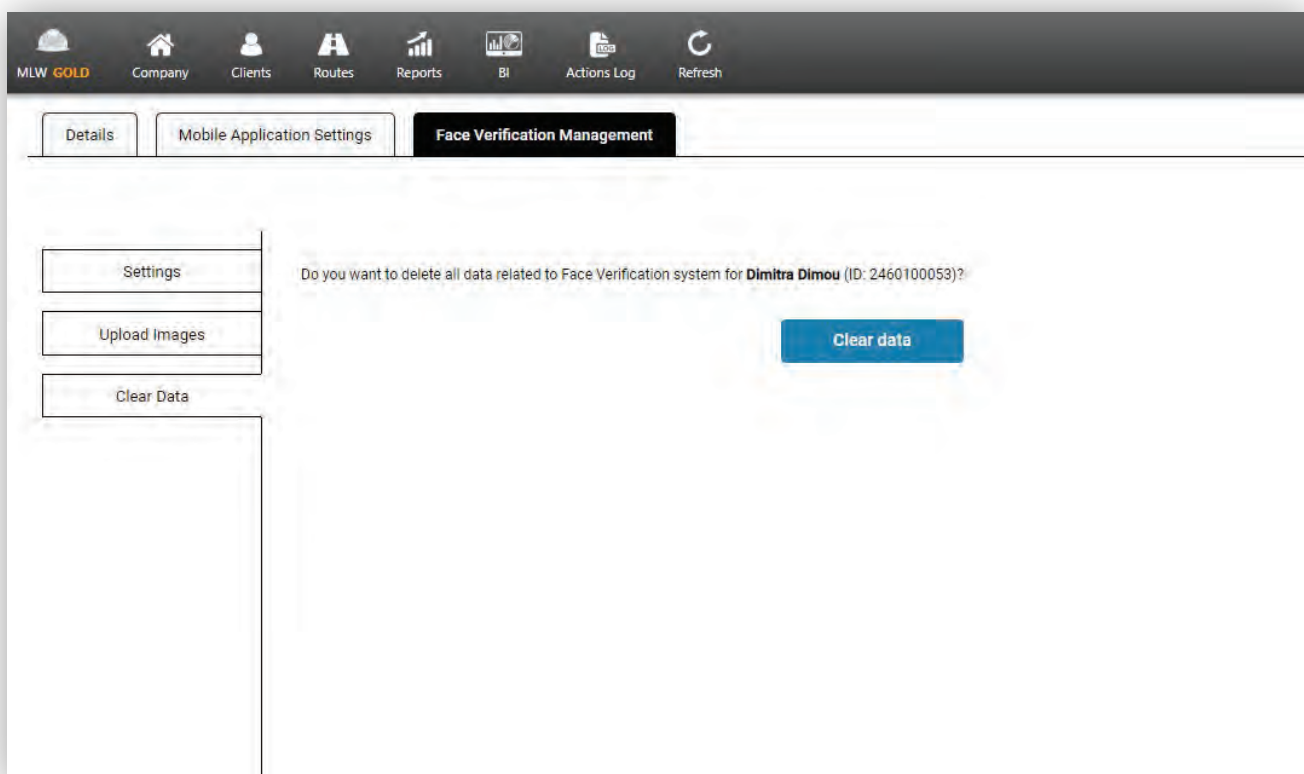 MLW GOLD Company Clients Routes Reports BI LOG Actions Log Refresh
Details Mobile Application Settings Face Verification Management
Settings
Do you want to delete all data related to Face Verification system for Dimitra Dimou (ID: 2460100053)?
Upload Images
Clear data
Clear Data